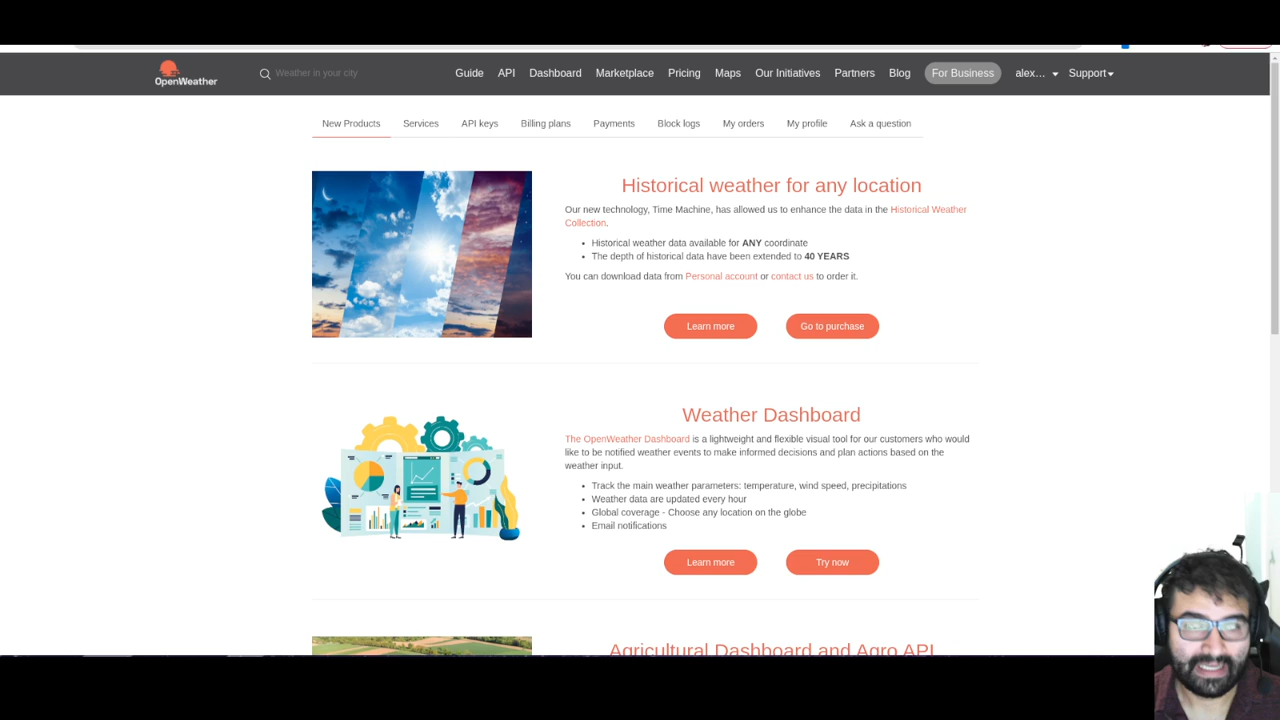 OpenWeather
Weather in your city
Guide API Dashboard Marketplace Pricing Maps Our Initiatives Partners Blog For Business alex... Support
New Products Services API keys Billing plans Payments Block logs My orders My profile Ask a question
Historical weather for any location
Our new technology, Time Machine, has allowed us to enhance the data in the Historical Weather
Collection.
• Historical weather data available for ANY coordinate
• The depth of historical data have been extended to 40 YEARS
You can download data from Personal account or contact us to order it.
Learn more Go to purchase
Weather Dashboard
The OpenWeather Dashboard is a lightweight and flexible visual tool for our customers who would
like to be notified weather events to make informed decisions and plan actions based on the
weather input.
• Track the main weather parameters: temperature, wind speed, precipitations
• Weather data are updated every hour
• Global coverage - Choose any location on the globe
• Email notifications
Learn more Try now
Agricultural Dashboard and Agro API